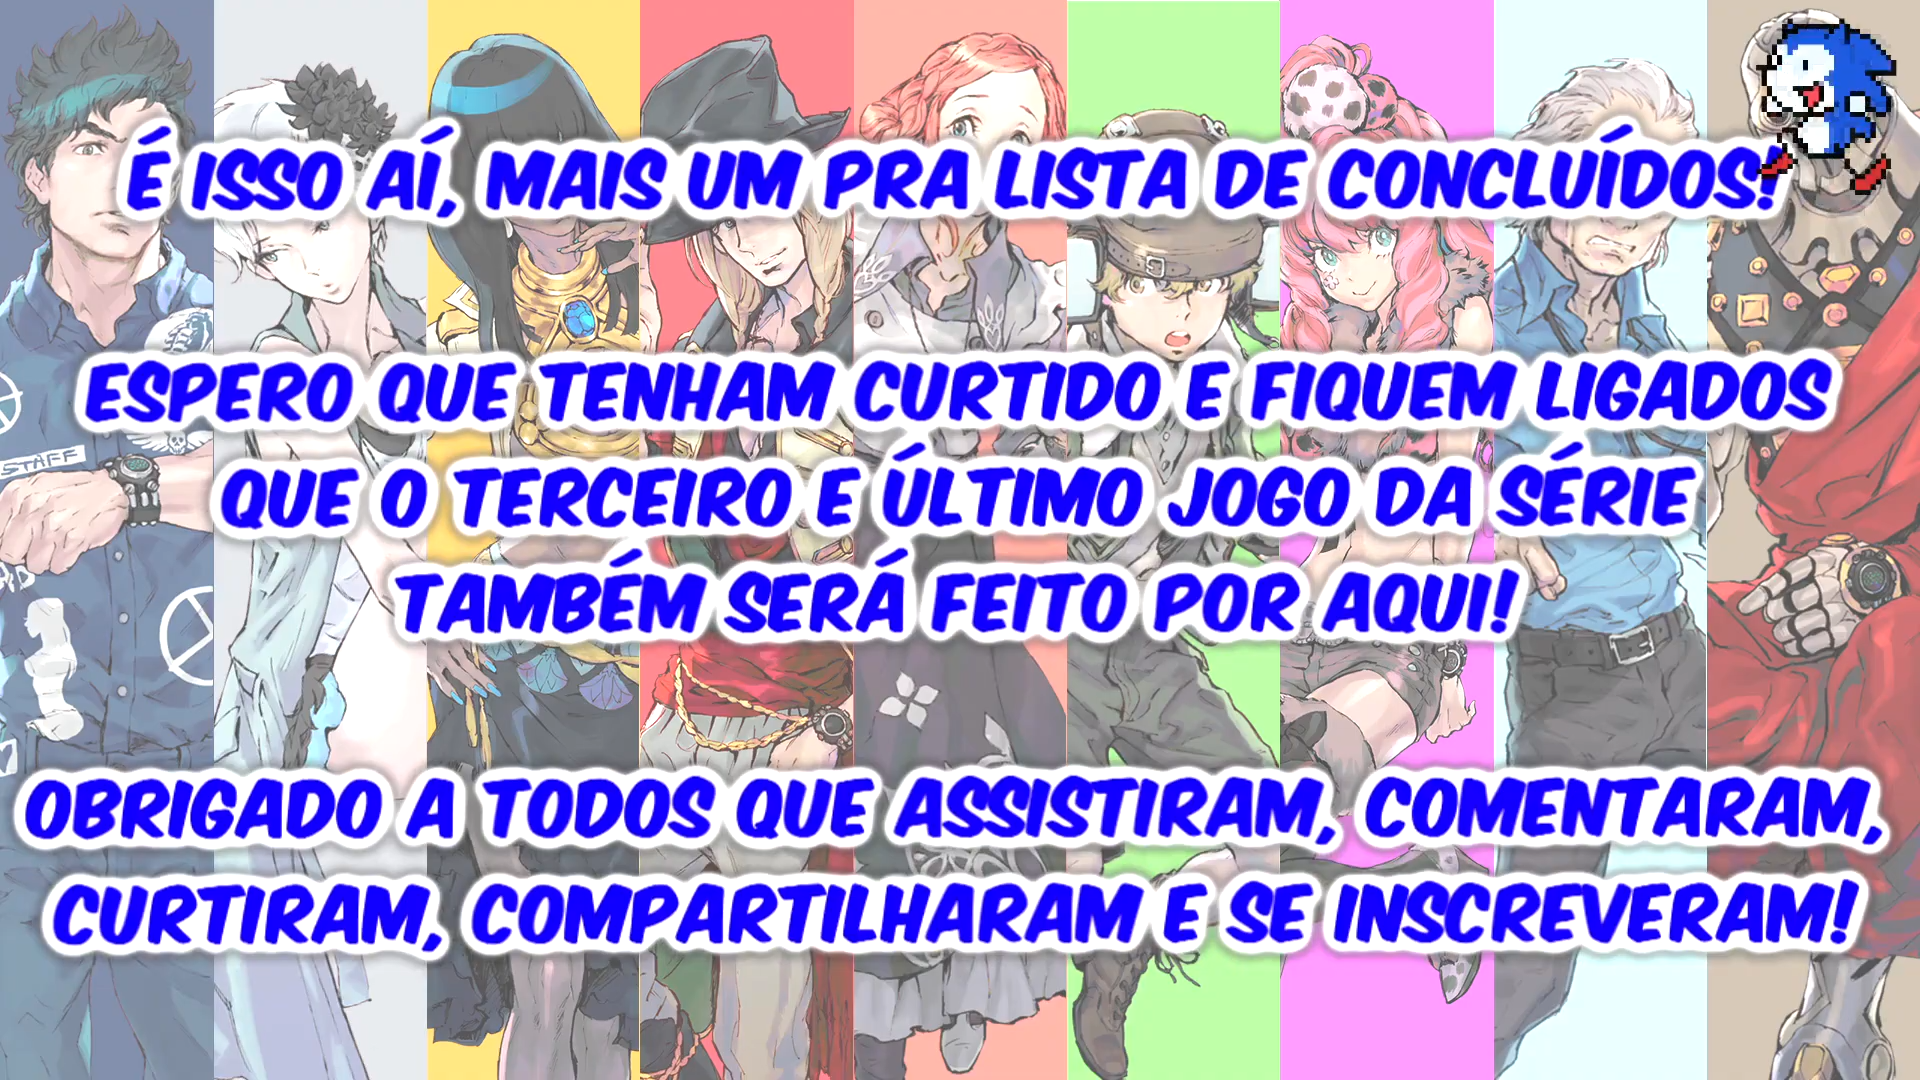 É ISSO AÍ, MAIS UM PRA LISTA DE CONCLUÍDOS!
ESPERO QUE TENHAM CURTIDO E FIQUEM LIGADOS
QUE O TERCEIRO E ÚLTIMO JOGO DA SÉRIE
TAMBÉM SERÁ FEITO POR AQUI!
OBRIGADO A TODOS QUE ASSISTIRAM, COMENTARAM,
CURTIRAM, COMPARTILHARAM E SE INSCREVERAM!
STAFF